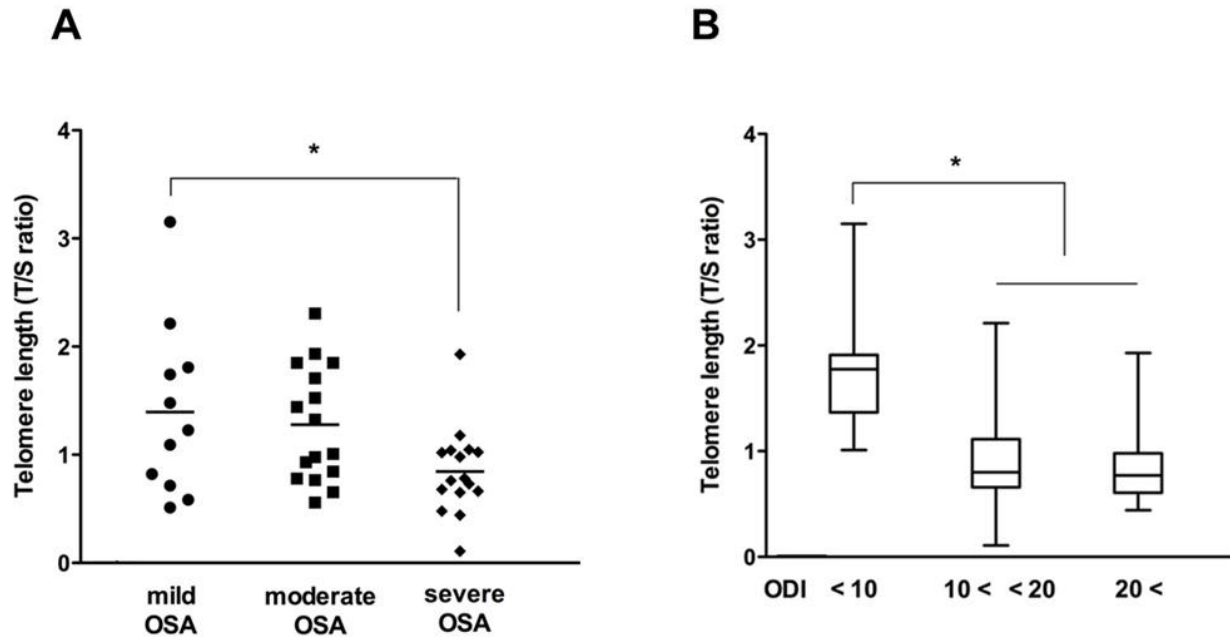 A
Telomere length (T/S ratio)
4
3
2
1
0
*
mild
OSA
moderate
OSA
severe
OSA
B
Telomere length (T/S ratio)
4
3
2
1
0
*
ODI < 10 10 < < 20 20 <